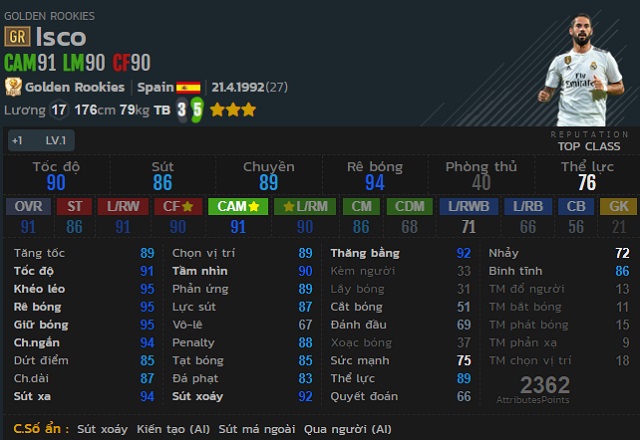 GOLDEN ROOKIES
GR Isco
CAM91 LM90 CF90
Golden Rookies Spain 21.4.1992(27)
Lương 17 176cm 79kg TB 3 5
Fly Emirates
REPUTATION
+1 LV.1 TOP CLASS
Tốc độ Sút Chuyền Rê bóng Phòng thủ Thể lực
90 86 89 94 40 76
OVR ST L/RW CF CAM L/RM CM CDM L/RWB L/RB CB GK
91 86 91 90 91 90 86 68 71 66 56 21
Tăng tốc 89 Chọn vị trí 89 Thăng bằng 92 Nhảy 72
Tốc độ 91 Tầm nhìn 90 Kèm người 33 Bình tĩnh 86
Khéo léo 95 Phản ứng 89 Lấy bóng 31 TM đổ người 13
Rê bóng 95 Lực sút 87 Cắt bóng 51 TM bắt bóng 11
Giữ bóng 95 Vô-lê 67 Đánh đầu 69 TM phát bóng 15
Ch.ngắn 94 Penalty 88 Xoạc bóng 37 TM phản xạ 9
Dứt điểm 85 Tạt bóng 85 Sức mạnh 75 TM chọn vị trí 18
Ch.dài 87 Đá phạt 83 Thể lực 89 2362
Sút xa 94 Sút xoáy 92 Quyết đoán 66 AttributesPoints
C.Số ẩn : Sút xoáy Kiến tạo (AI) Sút má ngoài Qua người (AI)